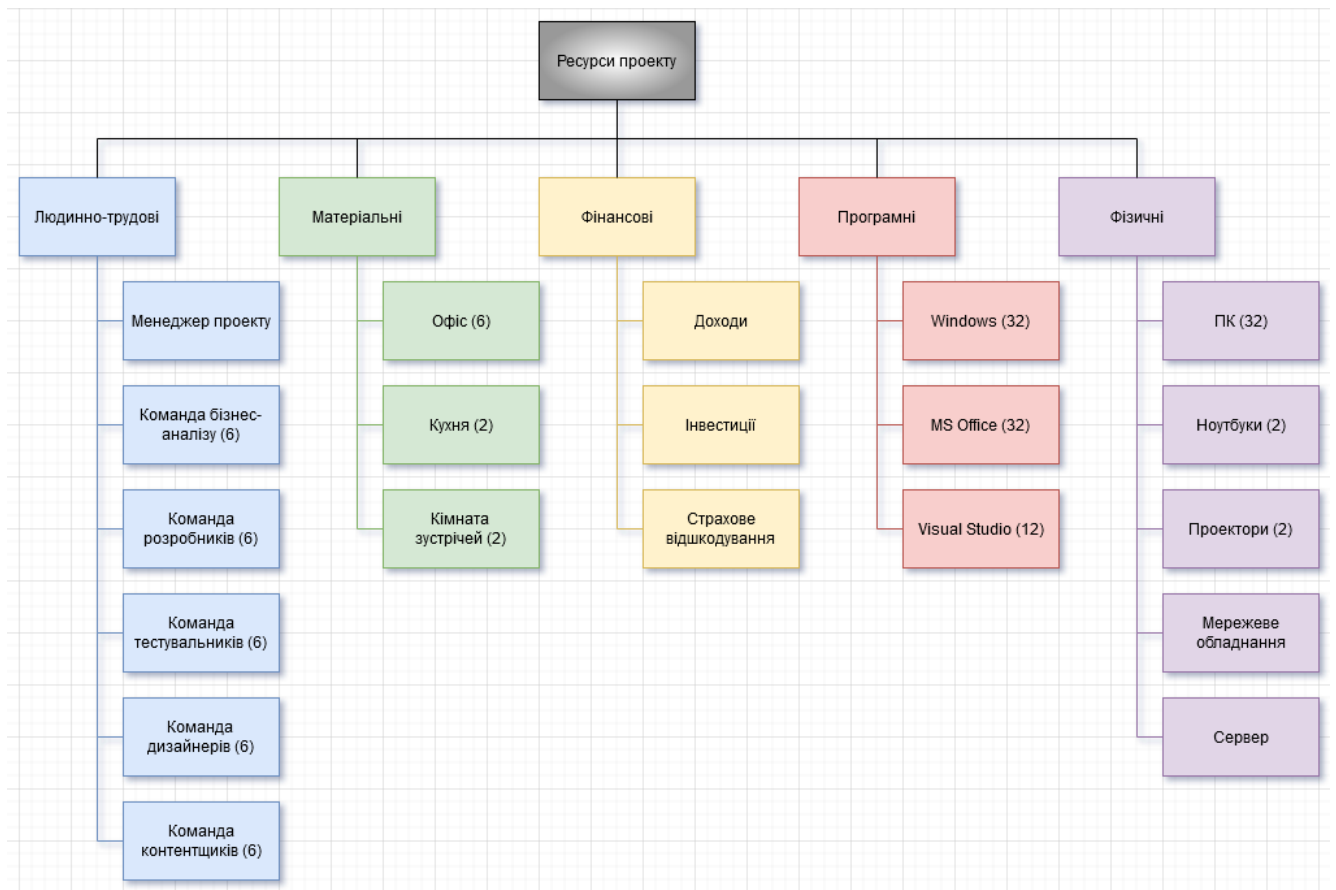 Ресурси проекту
Людинно-трудові
Матеріальні
Фінансові
Програмні
Фізичні
Менеджер проекту
Офіс (6)
Доходи
Windows (32)
ПК (32)
Команда бізнес-
аналізу (6)
Кухня (2)
Інвестиції
MS Office (32)
Ноутбуки (2)
Команда
розробників (6)
Кімната
зустрічей (2)
Страхове
відшкодування
Visual Studio (12)
Проектори (2)
Команда
тестувальників (6)
Мережеве
обладнання
Команда
дизайнерів (6)
Сервер
Команда
контентщиків (6)